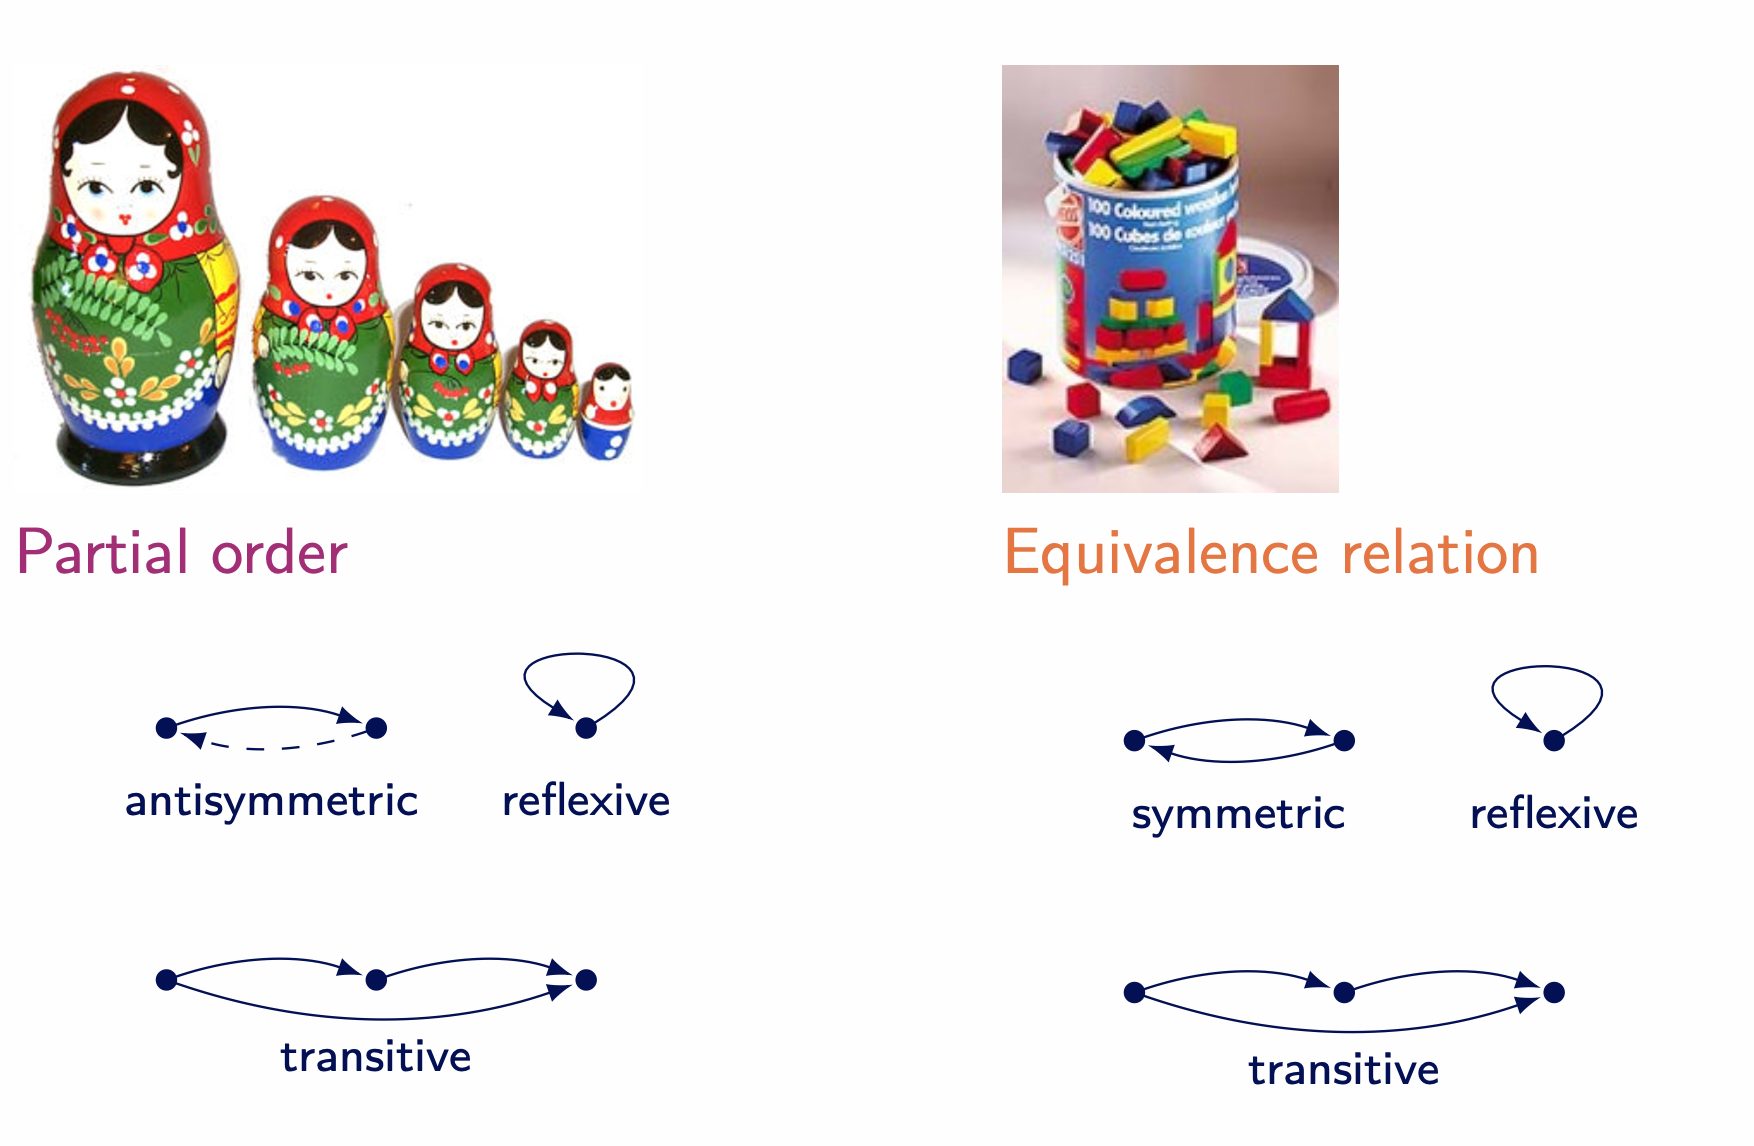 100 Coloured wooden
100 Cubes de couleur
Partial order
Equivalence relation
antisymmetric
reflexive
symmetric
reflexive
transitive
transitive